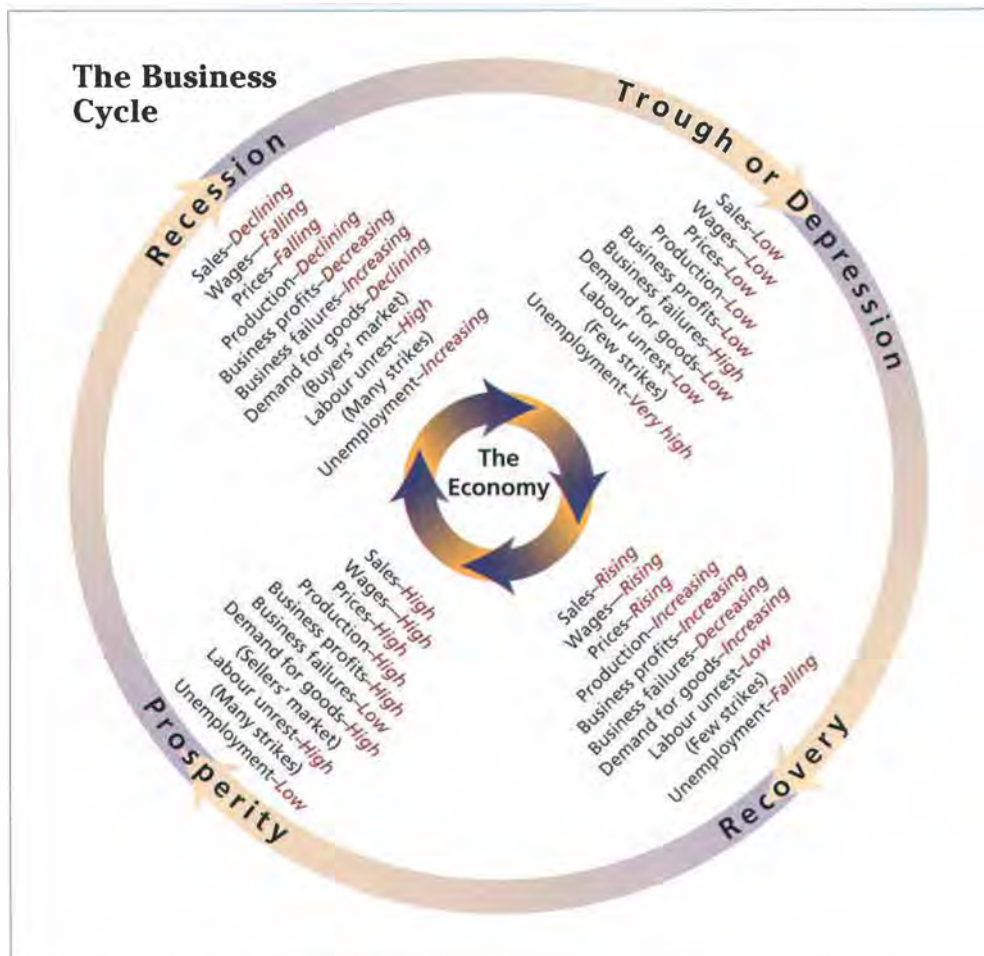 The Business
Cycle
Recession
Sales–Declining
Wages—Falling
Prices–Falling
Production–Declining
Business profits–Decreasing
Business failures–Increasing
Demand for goods–Declining
(Buyers' market)
Labour unrest–High
(Many strikes)
Unemployment–Increasing
Trough or Depression
Sales–Low
Wages—Low
Prices–Low
Production–Low
Business profits–Low
Business failures–High
Demand for goods–Low
Labour unrest–Low
(Few strikes)
Unemployment–Very high
The
Economy
Sales–Rising
Wages—Rising
Prices–Rising
Production–Increasing
Business profits–Increasing
Business failures–Decreasing
Demand for goods–Increasing
Labour unrest–Low
(Few strikes)
Unemployment–Falling
Recovery
Sales–High
Wages—High
Prices–High
Production–High
Business profits–High
Business failures–Low
Demand for goods–High
(Sellers' market)
Labour unrest–High
(Many strikes)
Unemployment–Low
Prosperity